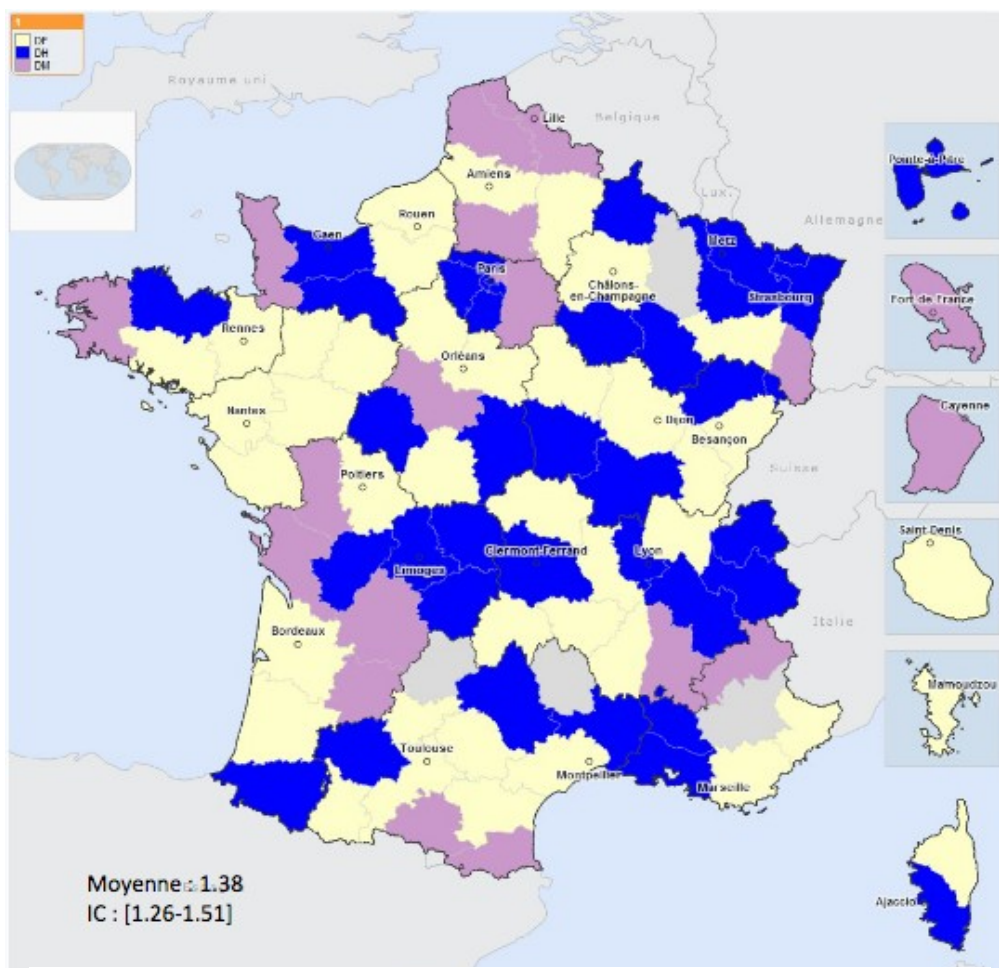 1
DF
DH
DM
Royaume uni
Belgique
Lille
Lux.
Allemagne
Pointe-à-Pitre
Amiens
Rouen
Caen
Metz
Paris
Châlons-
en-Champagne
Strasbourg
Fort de France
Rennes
Orléans
Nantes
Dijon
Besançon
Cayenne
Poitiers
Suisse
Saint Denis
Clermont-Ferrand
Lyon
Limoges
Italie
Bordeaux
Mamoudzou
Toulouse
Montpellier
Marseille
Moyenne : 1.38
IC : [1.26-1.51]
Ajaccio